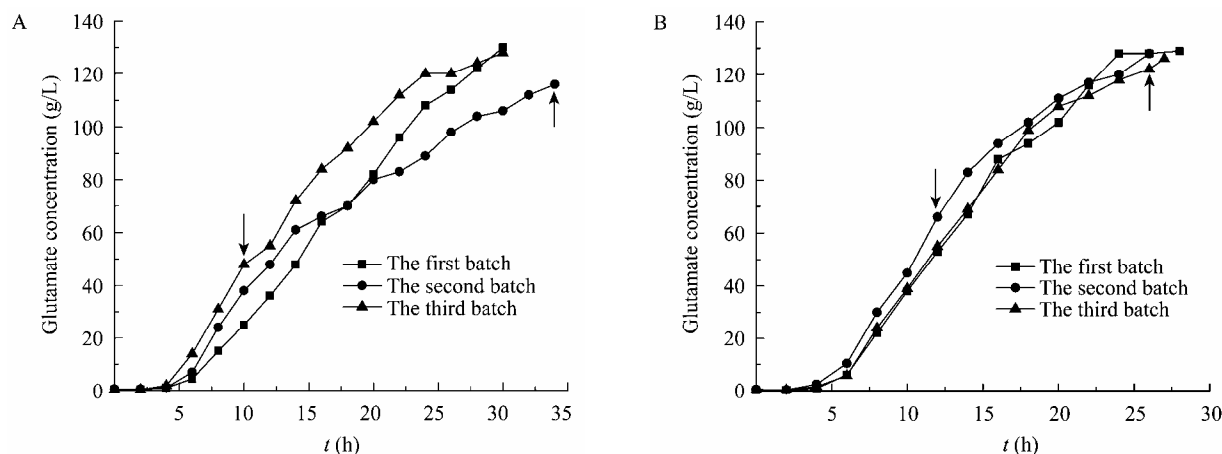 A
140
120
100
80
60
40
20
0
Glutamate concentration (g/L)
The first batch
The second batch
The third batch
5 10 15 20 25 30 35
t (h)
B
140
120
100
80
60
40
20
0
Glutamate concentration (g/L)
The first batch
The second batch
The third batch
5 10 15 20 25 30
t (h)